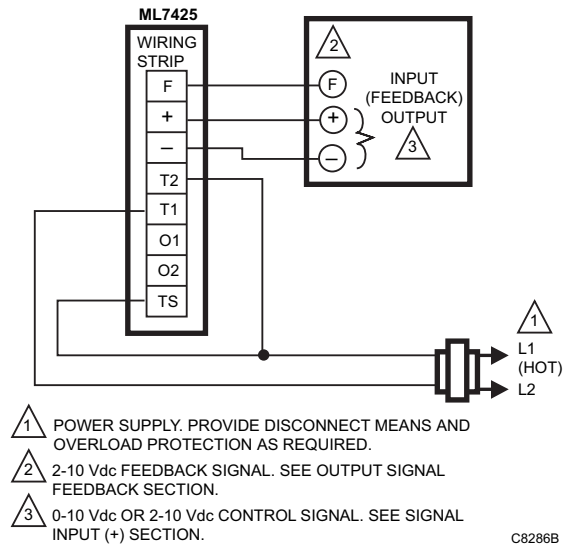 ML7425
WIRING
STRIP
F
+
–
T2
T1
O1
O2
TS
2
F
+
–
INPUT
(FEEDBACK)
OUTPUT
3
1
L1
(HOT)
L2
1 POWER SUPPLY. PROVIDE DISCONNECT MEANS AND
OVERLOAD PROTECTION AS REQUIRED.
2 2-10 Vdc FEEDBACK SIGNAL. SEE OUTPUT SIGNAL
FEEDBACK SECTION.
3 0-10 Vdc OR 2-10 Vdc CONTROL SIGNAL. SEE SIGNAL
INPUT (+) SECTION.
C8286B